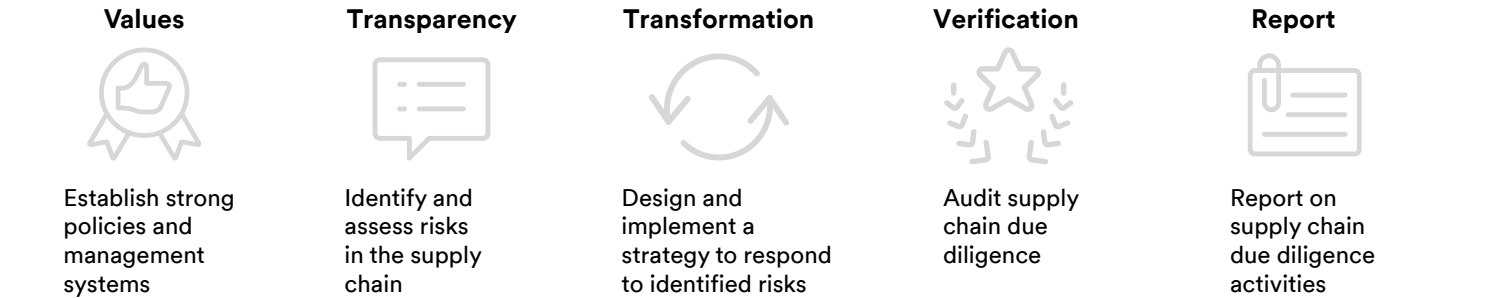 Values
Establish strong
policies and
management
systems
Transparency
Identify and
assess risks
in the supply
chain
Transformation
Design and
implement a
strategy to respond
to identified risks
Verification
Audit supply
chain due
diligence
Report
Report on
supply chain
due diligence
activities